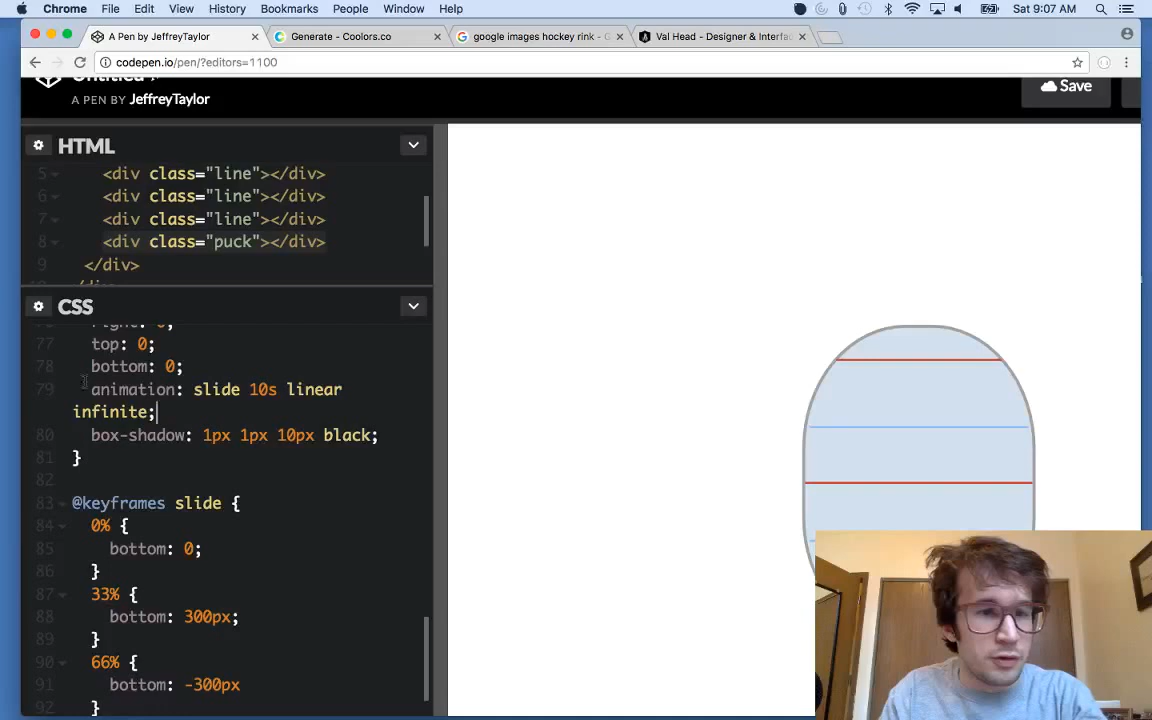 Chrome File Edit View History Bookmarks People Window Help Sat 9:07 AM
A Pen by JeffreyTaylor Generate - Coolors.co google images hockey rink - G Val Head - Designer & Interfac
codepen.io/pen/?editors=1100
Untitled
A PEN BY JeffreyTaylor
Save
HTML
5 <div class="line"></div>
6 <div class="line"></div>
7 <div class="line"></div>
8 <div class="puck"></div>
9 </div>
CSS
77 top: 0;
78 bottom: 0;
79 animation: slide 10s linear
infinite;
80 box-shadow: 1px 1px 10px black;
81 }
82
83 @keyframes slide {
84 0% {
85 bottom: 0;
86 }
87 33% {
88 bottom: 300px;
89 }
90 66% {
91 bottom: -300px
92 }